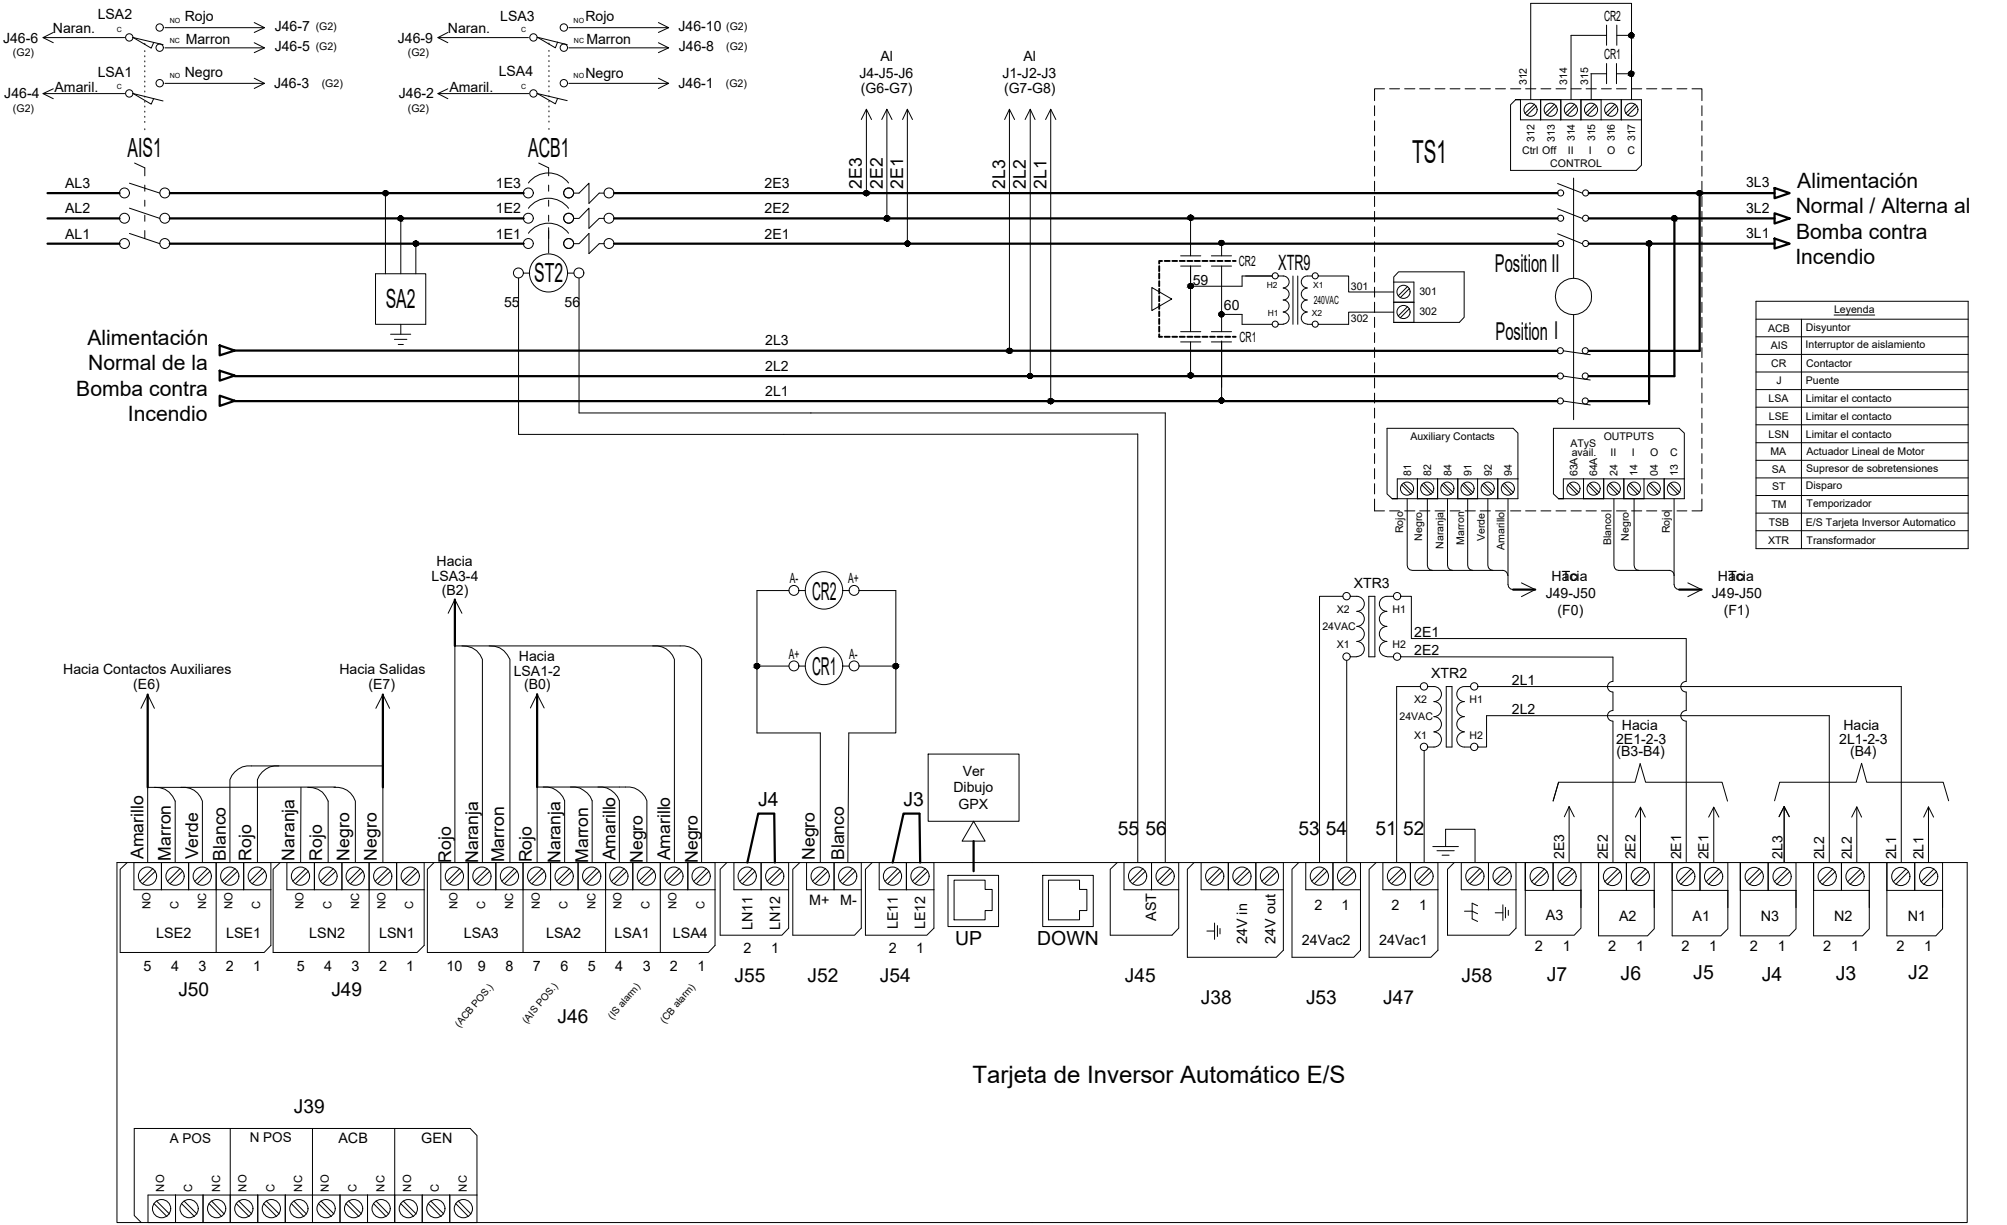 LSA2
NO Rojo
J46-7 (G2)
Naran.
C
J46-6
(G2)
NC Marron
J46-5 (G2)
LSA1
NO Negro
J46-3 (G2)
J46-4
(G2)
Amaril.
C
AIS1
LSA3
NO Rojo
J46-10 (G2)
Naran.
C
J46-9
(G2)
NC Marron
J46-8 (G2)
LSA4
NO Negro
J46-1 (G2)
J46-2
(G2)
Amaril.
C
ACB1
Al
J4-J5-J6
(G6-G7)
Al
J1-J2-J3
(G7-G8)
2E3
2E2
2E1
2L3
2L2
2L1
CR2
CR1
312
314
315
TS1
312 313 314 315 316 317
Ctrl Off II I O C
CONTROL
AL3
1E3
2E3
3L3
AL2
1E2
2E2
3L2
AL1
1E1
2E1
3L1
Alimentación
Normal / Alterna al
Bomba contra
Incendio
SA2
ST2
55
56
CR2
59
60
CR1
XTR9
H2
H1
X1
240VAC
X2
301
302
301
302
Position II
Position I
Alimentación
Normal de la
Bomba contra
Incendio
2L3
2L2
2L1
Leyenda
ACB Disyuntor
AIS Interruptor de aislamiento
CR Contactor
J Puente
LSA Limitar el contacto
LSE Limitar el contacto
LSN Limitar el contacto
MA Actuador Lineal de Motor
SA Supresor de sobretensiones
ST Disparo
TM Temporizador
TSB E/S Tarjeta Inversor Automatico
XTR Transformador
Auxiliary Contacts
81 82 84 91 92 94
Rojo Negro Naranja Marron Verde Amarillo
OUTPUTS
ATyS
avail. II I O C
63A 64A 24 14 04 13
Blanco Negro Rojo
Hacia
J49-J50
(F0)
Hacia
J49-J50
(F1)
Hacia
LSA3-4
(B2)
Hacia Contactos Auxiliares
(E6)
Hacia Salidas
(E7)
Hacia
LSA1-2
(B0)
A- CR2 A+
A+ CR1 A-
XTR3
X2
24VAC
X1
H1
H2
2E1
2E2
XTR2
X2
24VAC
X1
H1
H2
2L1
2L2
Hacia
2E1-2-3
(B3-B4)
Hacia
2L1-2-3
(B4)
Ver
Dibujo
GPX
J4
J3
Amarillo Marron Verde Blanco Rojo
Naranja Rojo Negro Negro
Rojo Naranja Marron Rojo Naranja Marron Amarillo Negro Amarillo Negro
Negro Blanco
55 56
53 54
51 52
2E3
2E2 2E2
2E1 2E1
2L3
2L2 2L2
2L1 2L1
NO C NC NO C
LSE2 LSE1
5 4 3 2 1
J50
NO C NC NO C
LSN2 LSN1
5 4 3 2 1
J49
NO C NC NO C NC NO C NO C
LSA3 LSA2 LSA1 LSA4
10 9 8 7 6 5 4 3 2 1
(ACB POS.) (AIS POS.) (IS alarm) (CB alarm)
J46
LN11 LN12
2 1
J55
M+ M-
J52
LE11 LE12
2 1
J54
UP
DOWN
AST
J45
24V in 24V out
J38
2 1
24Vac2
J53
2 1
24Vac1
J47
J58
A3
2 1
J7
A2
2 1
J6
A1
2 1
J5
N3
2 1
J4
N2
2 1
J3
N1
2 1
J2
Tarjeta de Inversor Automático E/S
J39
A POS N POS ACB GEN
NO C NC NO C NC NO C NC NO C NC